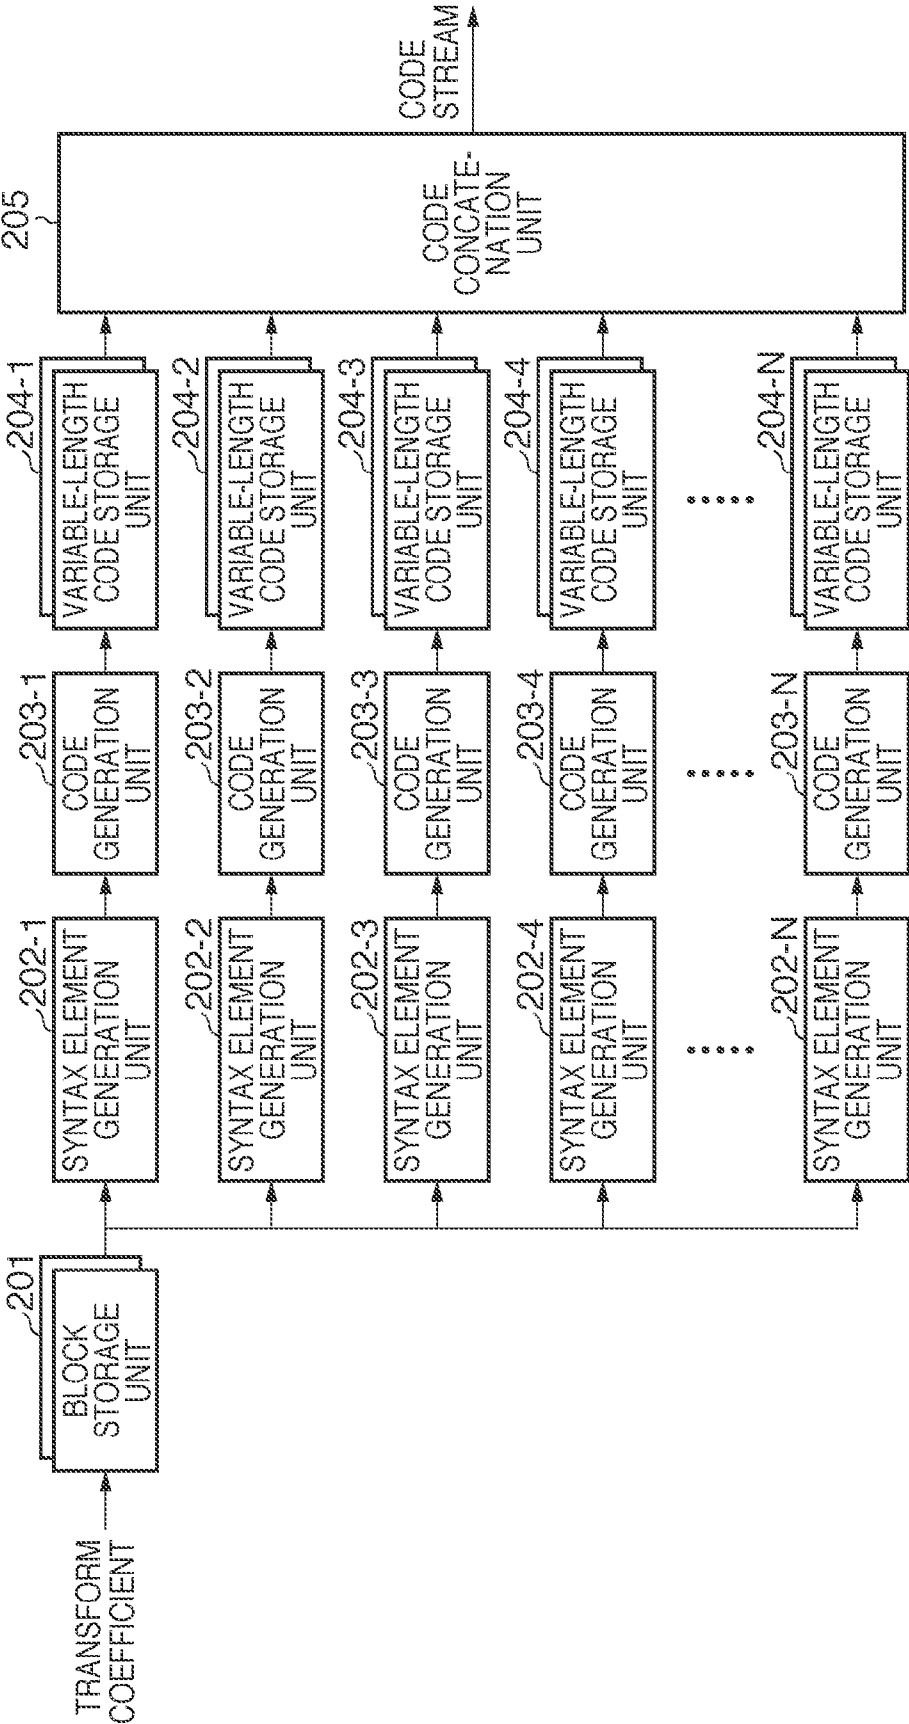 TRANSFORM
COEFFICIENT
201
BLOCK
STORAGE
UNIT
202-1
SYNTAX ELEMENT
GENERATION
UNIT
203-1
CODE
GENERATION
UNIT
204-1
VARIABLE-LENGTH
CODE STORAGE
UNIT
202-2
SYNTAX ELEMENT
GENERATION
UNIT
203-2
CODE
GENERATION
UNIT
204-2
VARIABLE-LENGTH
CODE STORAGE
UNIT
202-3
SYNTAX ELEMENT
GENERATION
UNIT
203-3
CODE
GENERATION
UNIT
204-3
VARIABLE-LENGTH
CODE STORAGE
UNIT
202-4
SYNTAX ELEMENT
GENERATION
UNIT
203-4
CODE
GENERATION
UNIT
204-4
VARIABLE-LENGTH
CODE STORAGE
UNIT
202-N
SYNTAX ELEMENT
GENERATION
UNIT
203-N
CODE
GENERATION
UNIT
204-N
VARIABLE-LENGTH
CODE STORAGE
UNIT
205
CODE
CONCATE-
NATION
UNIT
CODE
STREAM